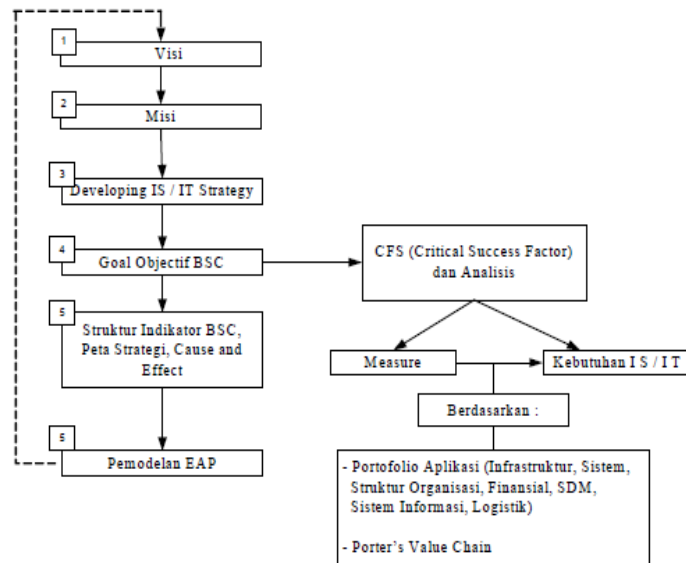 1
Visi
2
Misi
3
Developing IS / IT Strategy
4
Goal Objectif BSC
CFS (Critical Success Factor)
dan Analisis
5
Struktur Indikator BSC,
Peta Strategi, Cause and
Effect
Measure
Kebutuhan I S / I T
Berdasarkan :
5
Pemodelan EAP
- Portofolio Aplikasi (Infrastruktur, Sistem,
Struktur Organisasi, Finansial, SDM,
Sistem Informasi, Logistik)
- Porter's Value Chain